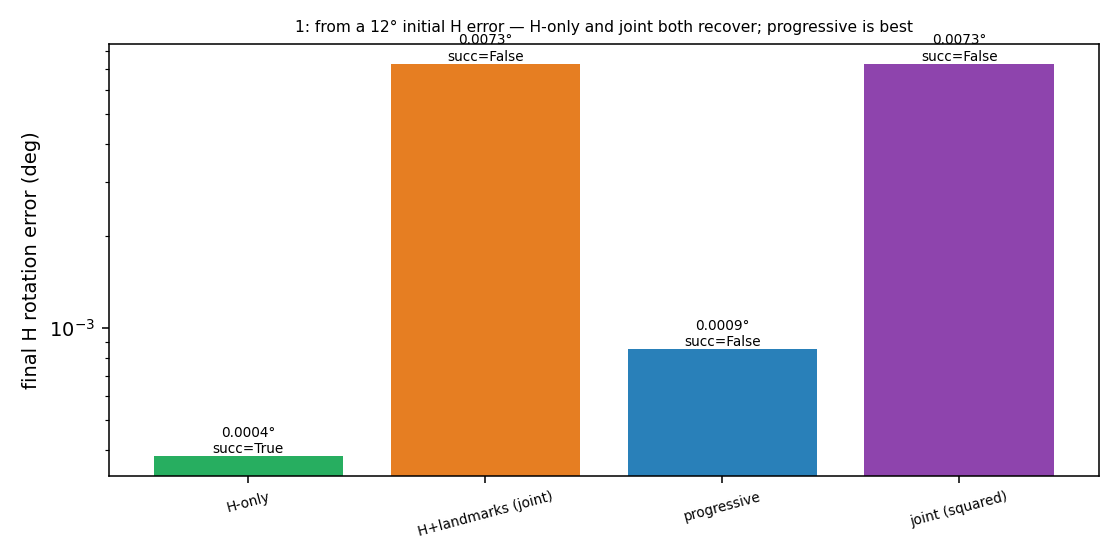 1: from a 12° initial H error — H-only and joint both recover; progressive is best
0.0073°
succ=False
0.0073°
succ=False
final H rotation error (deg)
10⁻³
0.0009°
succ=False
0.0004°
succ=True
H-only
H+landmarks (joint)
progressive
joint (squared)